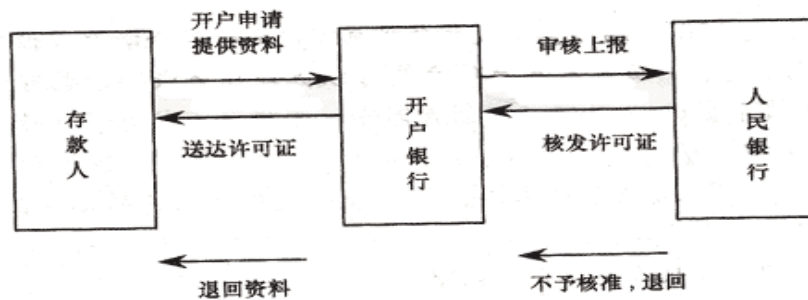 开户申请
提供资料
审核上报
存款人
开户银行
人民银行
送达许可证
核发许可证
退回资料
不予核准，退回